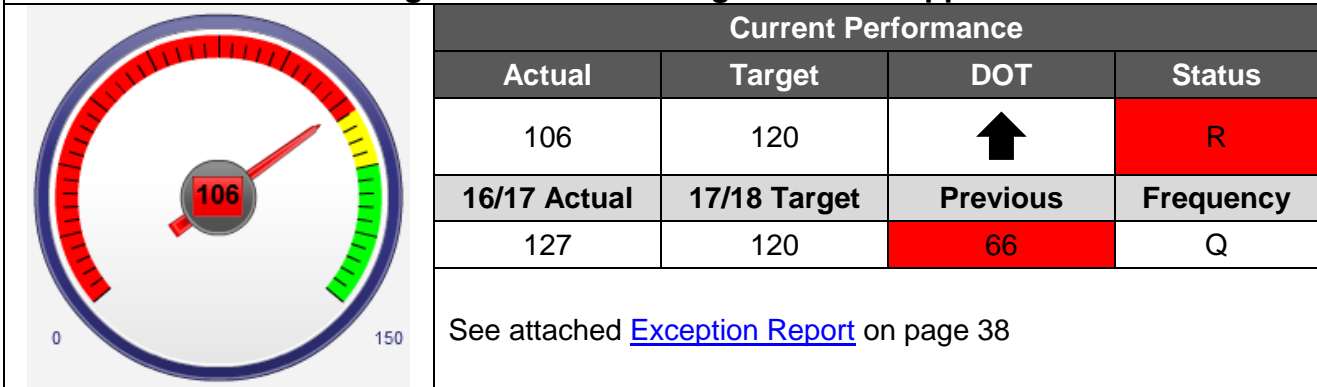 Current Performance
Actual Target DOT Status
106 120 R
16/17 Actual 17/18 Target Previous Frequency
127 120 66 Q
106
0 150
See attached Exception Report on page 38